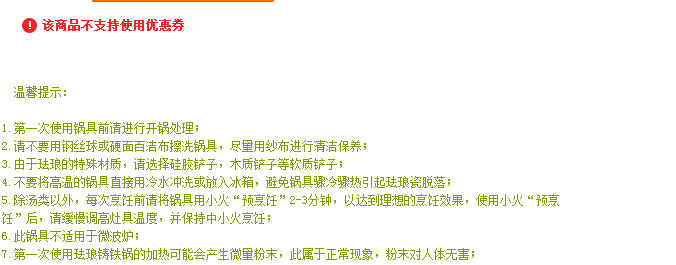 该商品不支持使用优惠券
温馨提示:
1.第一次使用锅具前请进行开锅处理;
2.请不要用钢丝球或硬面百洁布擦洗锅具，尽量用纱布进行清洁保养;
3.由于珐琅的特殊材质，请选择硅胶铲子，木质铲子等软质铲子;
4.不要将高温的锅具直接用冷水冲洗或放入冰箱，避免锅具骤冷骤热引起珐琅瓷脱落;
5.除汤类以外，每次烹饪前请将锅具用小火“预烹饪”2-3分钟，以达到理想的烹饪效果，使用小火“预烹
饪”后，请缓慢调高灶具温度，并保持中小火烹饪;
6.此锅具不适用于微波炉;
7.第一次使用珐琅铸铁锅的加热可能会产生微量粉末，此属于正常现象，粉末对人体无害;